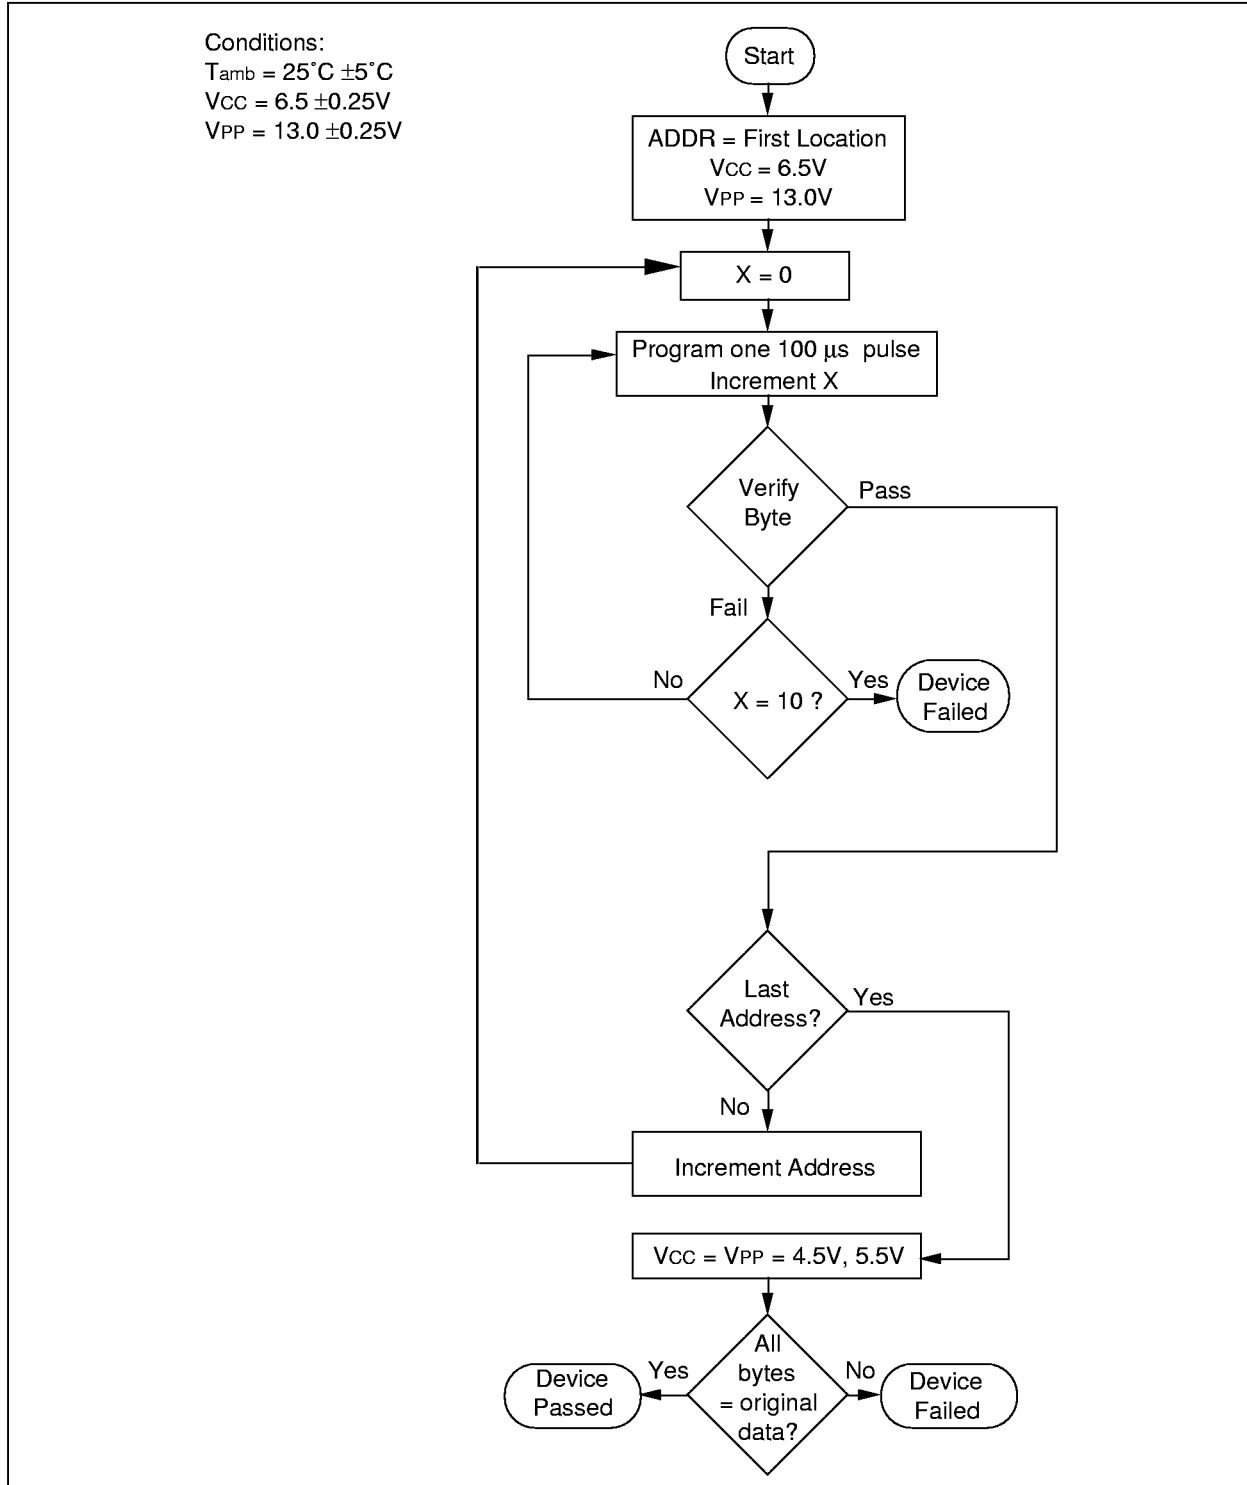 Conditions:
Tamb = 25˚C ±5˚C
VCC = 6.5 ±0.25V
VPP = 13.0 ±0.25V
Start
ADDR = First Location
VCC = 6.5V
VPP = 13.0V
X = 0
Program one 100 µs pulse
Increment X
Verify
Byte
Pass
Fail
No
X = 10 ?
Yes
Device
Failed
Last
Address?
Yes
No
Increment Address
VCC = VPP = 4.5V, 5.5V
All
bytes
= original
data?
Yes
Device
Passed
No
Device
Failed